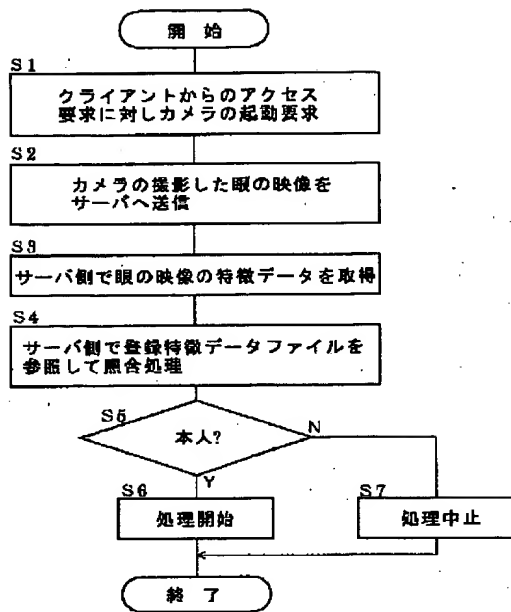 開 始
S1
クライアントからのアクセス
要求に対しカメラの起動要求
S2
カメラの撮影した眼の映像を
サーバへ送信
S3
サーバ側で眼の映像の特徴データを取得
S4
サーバ側で登録特徴データファイルを
参照して照合処理
S5
本人?
N
Y
S6
処理開始
S7
処理中止
終 了